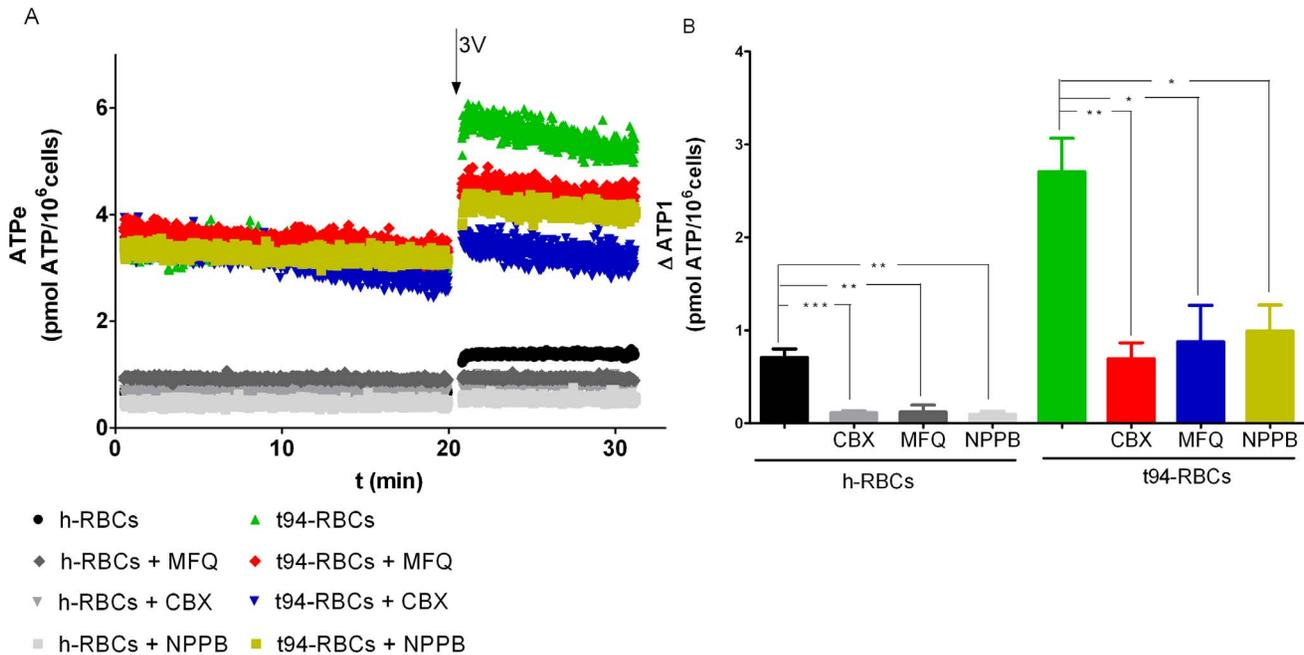 A
3V
6
4
2
0
0 10 20 30
ATPe
(pmol ATP/10⁶cells)
t (min)
h-RBCs
h-RBCs + MFQ
h-RBCs + CBX
h-RBCs + NPPB
t94-RBCs
t94-RBCs + MFQ
t94-RBCs + CBX
t94-RBCs + NPPB
B
4
3
2
1
0
Δ ATP1
(pmol ATP/10⁶cells)
**
**
***
*
*
**
CBX MFQ NPPB CBX MFQ NPPB
h-RBCs t94-RBCs